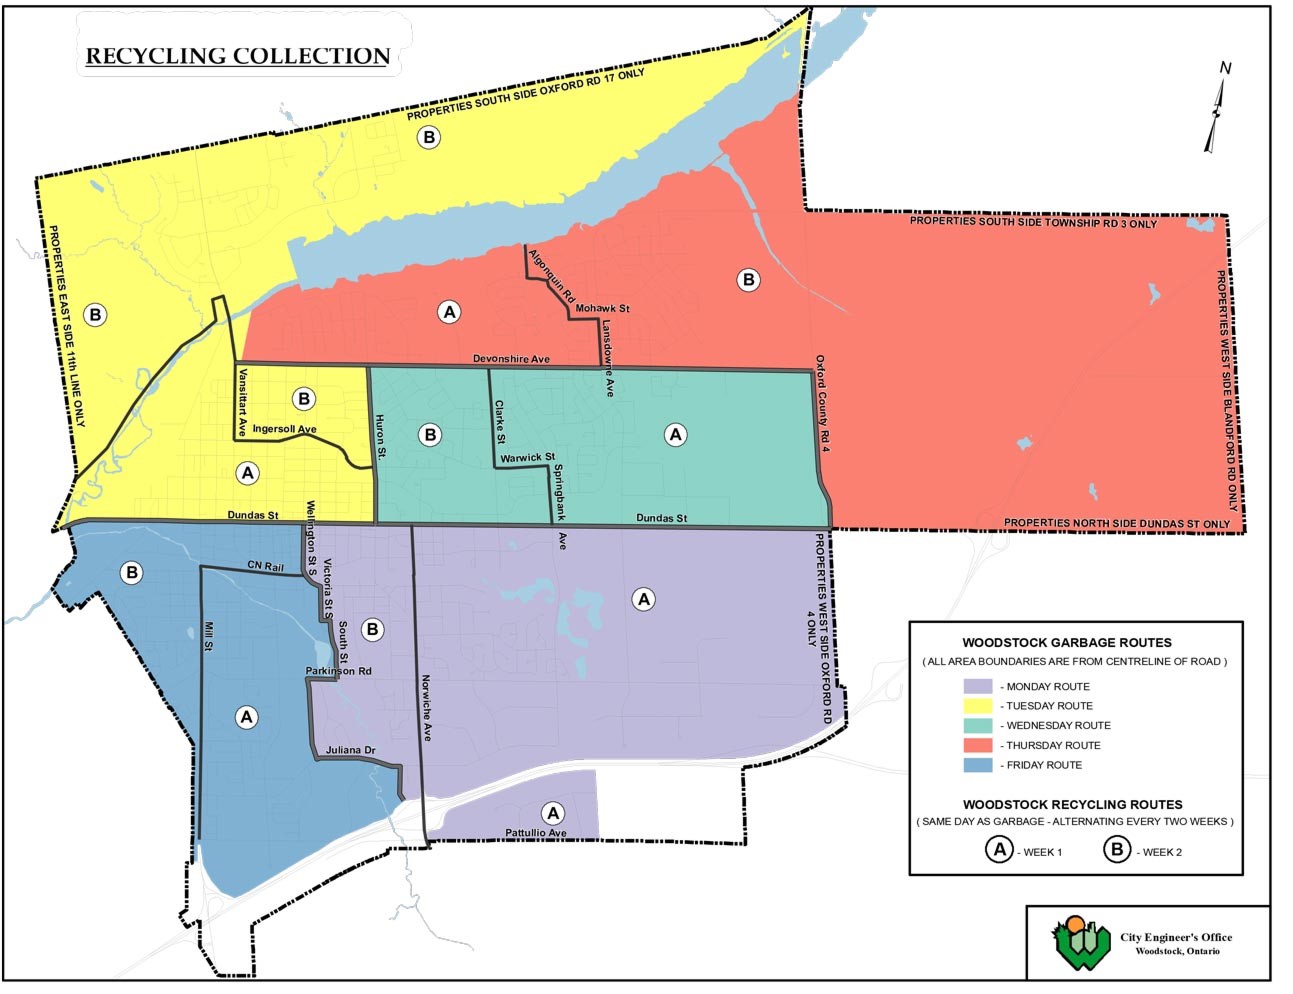 RECYCLING COLLECTION
N
PROPERTIES SOUTH SIDE OXFORD RD 17 ONLY
B
PROPERTIES SOUTH SIDE TOWNSHIP RD 3 ONLY
PROPERTIES EAST SIDE 11th LINE ONLY
B
A
Algonquin Rd
B
Mohawk St
Lansdowne Ave
PROPERTIES WEST SIDE BLANDFORD RD ONLY
Devonshire Ave
Oxford County Rd 4
Vansittart Ave
B
Ingersoll Ave
Huron St.
B
Clarke St
A
Warwick St
Springbank Ave
A
Dundas St
Dundas St
PROPERTIES NORTH SIDE DUNDAS ST ONLY
Wellington St S
CN Rail
B
Victoria St S
Mill St
South St
B
A
PROPERTIES WEST SIDE OXFORD RD
4 ONLY
Parkinson Rd
Norwiche Ave
A
Juliana Dr
A
Pattullio Ave
WOODSTOCK GARBAGE ROUTES
( ALL AREA BOUNDARIES ARE FROM CENTRELINE OF ROAD )
- MONDAY ROUTE
- TUESDAY ROUTE
- WEDNESDAY ROUTE
- THURSDAY ROUTE
- FRIDAY ROUTE
WOODSTOCK RECYCLING ROUTES
( SAME DAY AS GARBAGE - ALTERNATING EVERY TWO WEEKS )
A - WEEK 1 B - WEEK 2
City Engineer's Office
Woodstock, Ontario